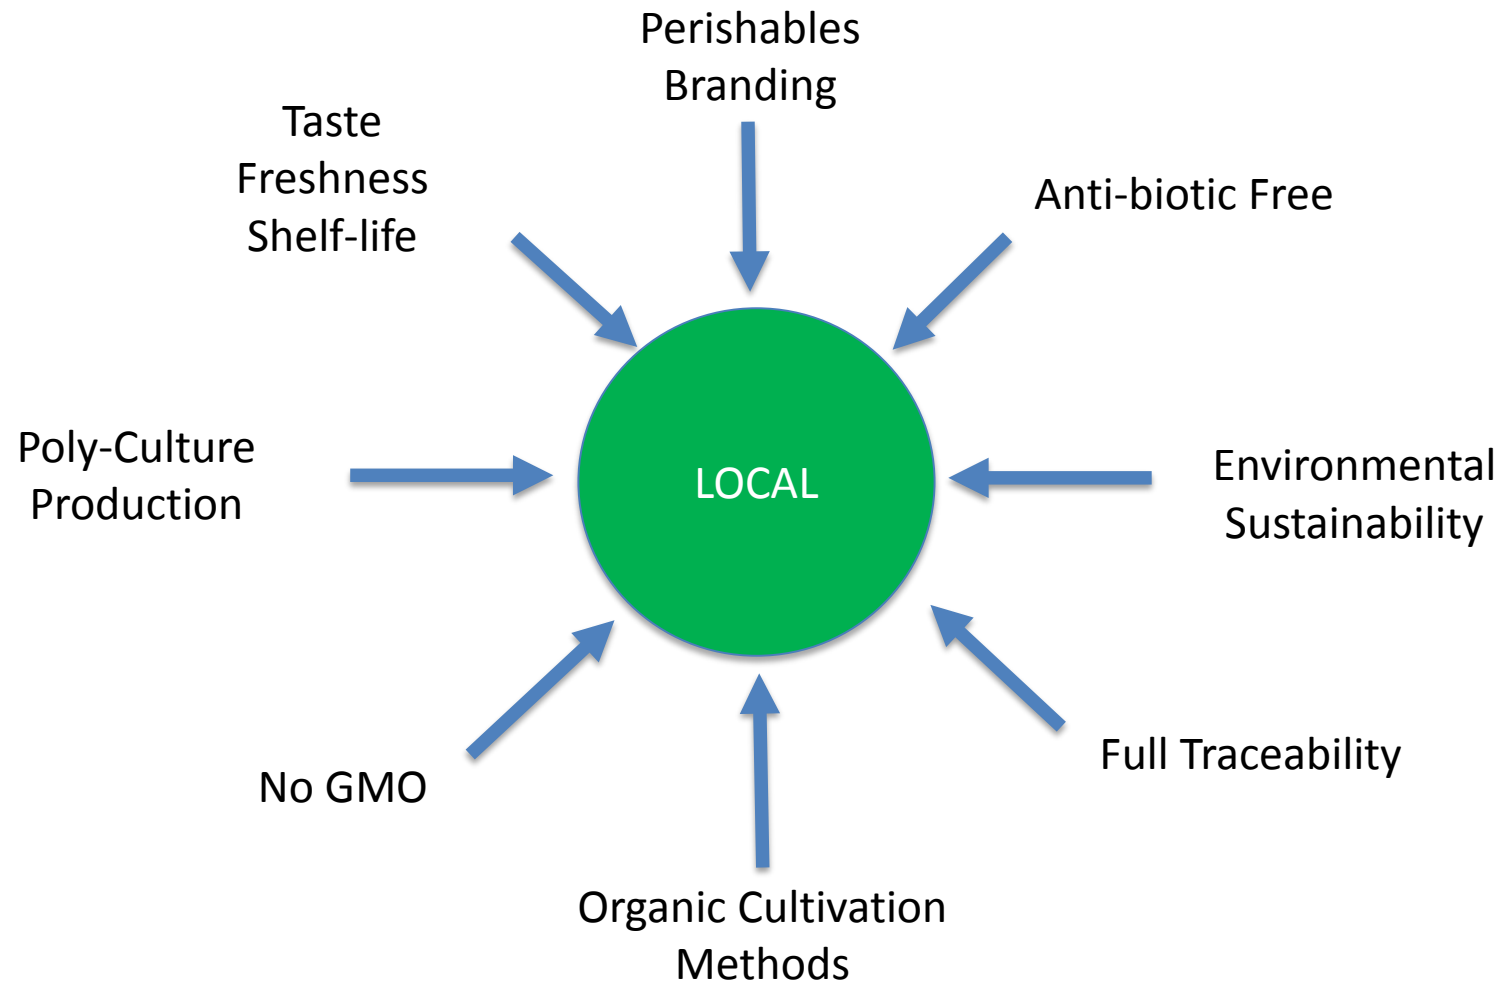 Perishables
Branding
Taste
Freshness
Shelf-life
Anti-biotic Free
Poly-Culture
Production
LOCAL
Environmental
Sustainability
No GMO
Full Traceability
Organic Cultivation
Methods